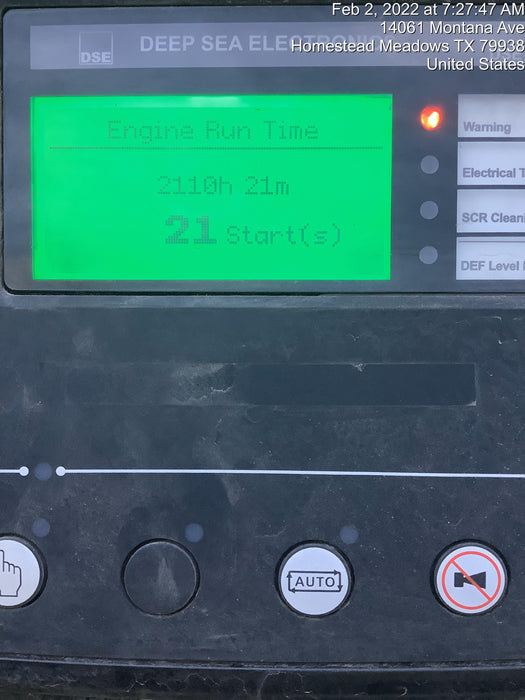 Feb 2, 2022 at 7:27:47 AM
14061 Montana Ave
Homestead Meadows TX 79938
United States
DSE
DEEP SEA ELECTRONICS
Engine Run Time
2110h 21m
21 Start(s)
Warning
Electrical T
SCR Clean
DEF Level
AUTO